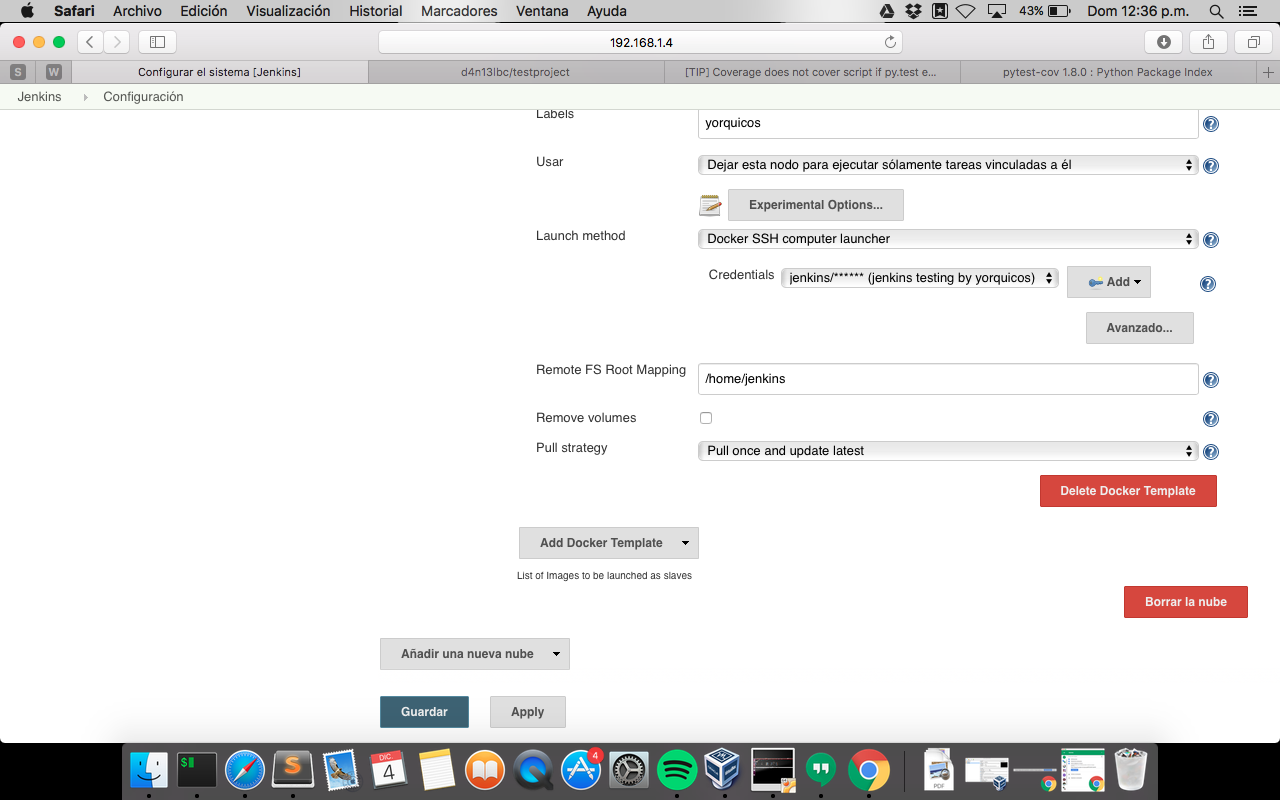 Safari Archivo Edición Visualización Historial Marcadores Ventana Ayuda 43% Dom 12:36 p.m.
192.168.1.4
S W Configurar el sistema [Jenkins] d4n13lbc/testproject [TIP] Coverage does not cover script if py.test e... pytest-cov 1.8.0 : Python Package Index
Jenkins Configuración
Labels yorquicos
Usar Dejar esta nodo para ejecutar sólamente tareas vinculadas a él
Experimental Options...
Launch method Docker SSH computer launcher
Credentials jenkins/****** (jenkins testing by yorquicos) Add
Avanzado...
Remote FS Root Mapping /home/jenkins
Remove volumes
Pull strategy Pull once and update latest
Delete Docker Template
Add Docker Template
List of Images to be launched as slaves
Borrar la nube
Añadir una nueva nube
Guardar Apply
DIC. 4
4
PDF